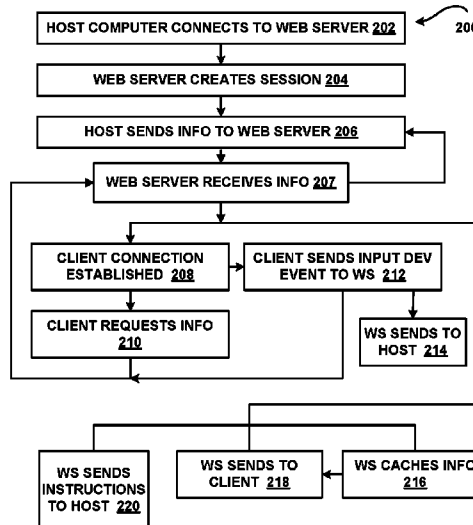 HOST COMPUTER CONNECTS TO WEB SERVER 202
200
WEB SERVER CREATES SESSION 204
HOST SENDS INFO TO WEB SERVER 206
WEB SERVER RECEIVES INFO 207
CLIENT CONNECTION
ESTABLISHED 208
CLIENT SENDS INPUT DEV
EVENT TO WS 212
CLIENT REQUESTS INFO
210
WS SENDS TO
HOST 214
WS SENDS
INSTRUCTIONS
TO HOST 220
WS SENDS TO
CLIENT 218
WS CACHES INFO
216